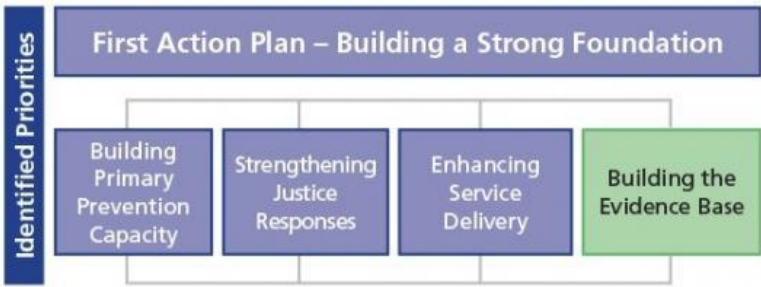 Identified Priorities
First Action Plan – Building a Strong Foundation
Building
Primary
Prevention
Capacity
Strengthening
Justice
Responses
Enhancing
Service
Delivery
Building the
Evidence Base